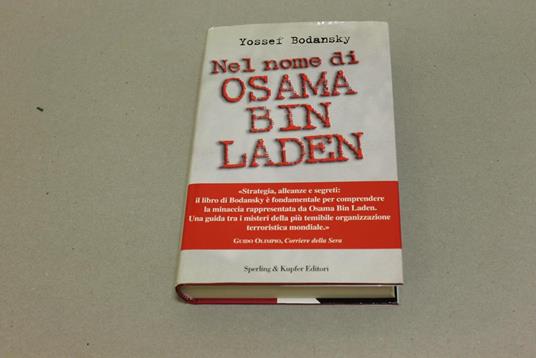 Yossef Bodansky
Nel nome di
OSAMA
BIN
LADEN
«Strategia, alleanze e segreti:
il libro di Bodansky è fondamentale per comprendere
la minaccia rappresentata da Osama Bin Laden.
Una guida tra i misteri della più temibile organizzazione
terroristica mondiale.»
GUIDO OLIMPIO, Corriere della Sera
Sperling & Kupfer Editori